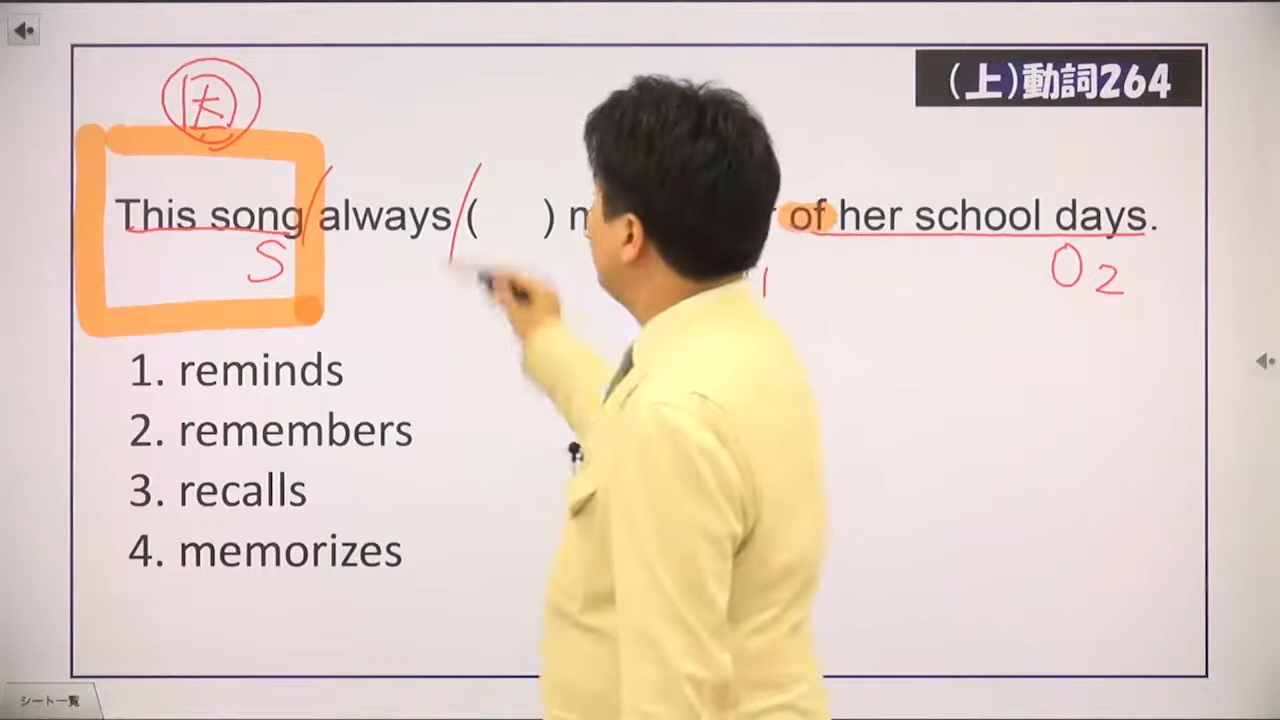 (上)動詞264
因
This song always ( ) of her school days.
S
1
O2
1. reminds
2. remembers
3. recalls
4. memorizes
シート一覧